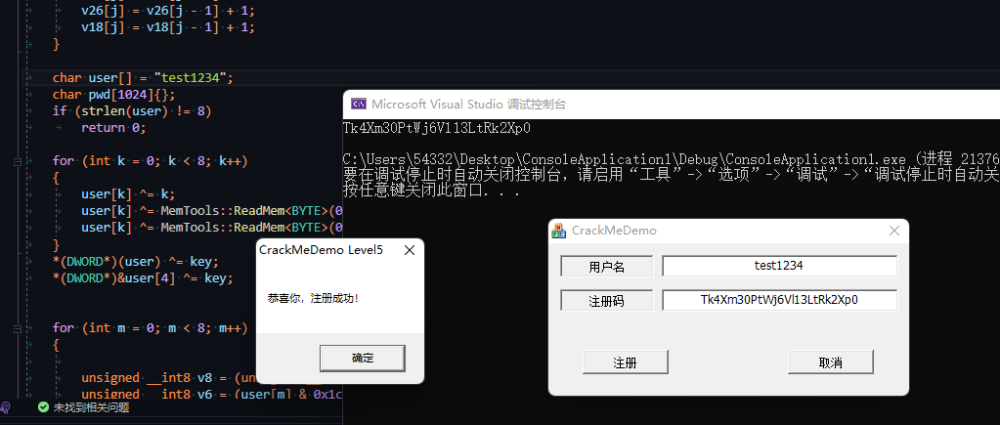 v26[j] = v26[j - 1] + 1;
v18[j] = v18[j - 1] + 1;
}
char user[] = "test1234";
char pwd[1024]{};
if (strlen(user) != 8)
return 0;
for (int k = 0; k < 8; k++)
{
user[k] ^= k;
user[k] ^= MemTools::ReadMem<BYTE>(0
user[k] ^= MemTools::ReadMem<BYTE>(0
}
*(DWORD*)(user) ^= key;
*(DWORD*)&user[4] ^= key;
for (int m = 0; m < 8; m++)
{
unsigned __int8 v8 = (un
unsigned __int8 v6 = (user[m] & 0x1c
未找到相关问题
Microsoft Visual Studio 调试控制台
Tk4Xm30PtWj6Vl13LtRk2Xp0
C:\Users\54332\Desktop\ConsoleApplication1\Debug\ConsoleApplication1.exe (进程 21376
要在调试停止时自动关闭控制台，请启用“工具”->“选项”->“调试”->“调试停止时自动关
按任意键关闭此窗口. . .
CrackMeDemo Level5
恭喜你，注册成功！
确定
CrackMeDemo
用户名
test1234
注册码
Tk4Xm30PtWj6Vl13LtRk2Xp0
注册
取消